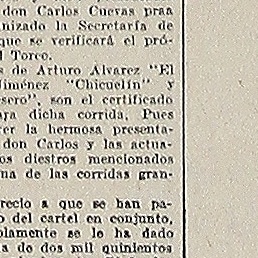 don Carlos Cuevas praa
nizado la Secretaría de
que se verificará el pró-
l Toreo.
s de Arturo Alvarez "El
Jiménez "Chicuelín" y
sero", son el certificado
ara dicha corrida. Pues
er la hermosa presenta-
don Carlos y las actua-
os diestros mencionados
na de las corridas gran-
recio a que se han pa-
o del cartel en conjunto,
olamente se le ha dado
a de dos mil quinientos